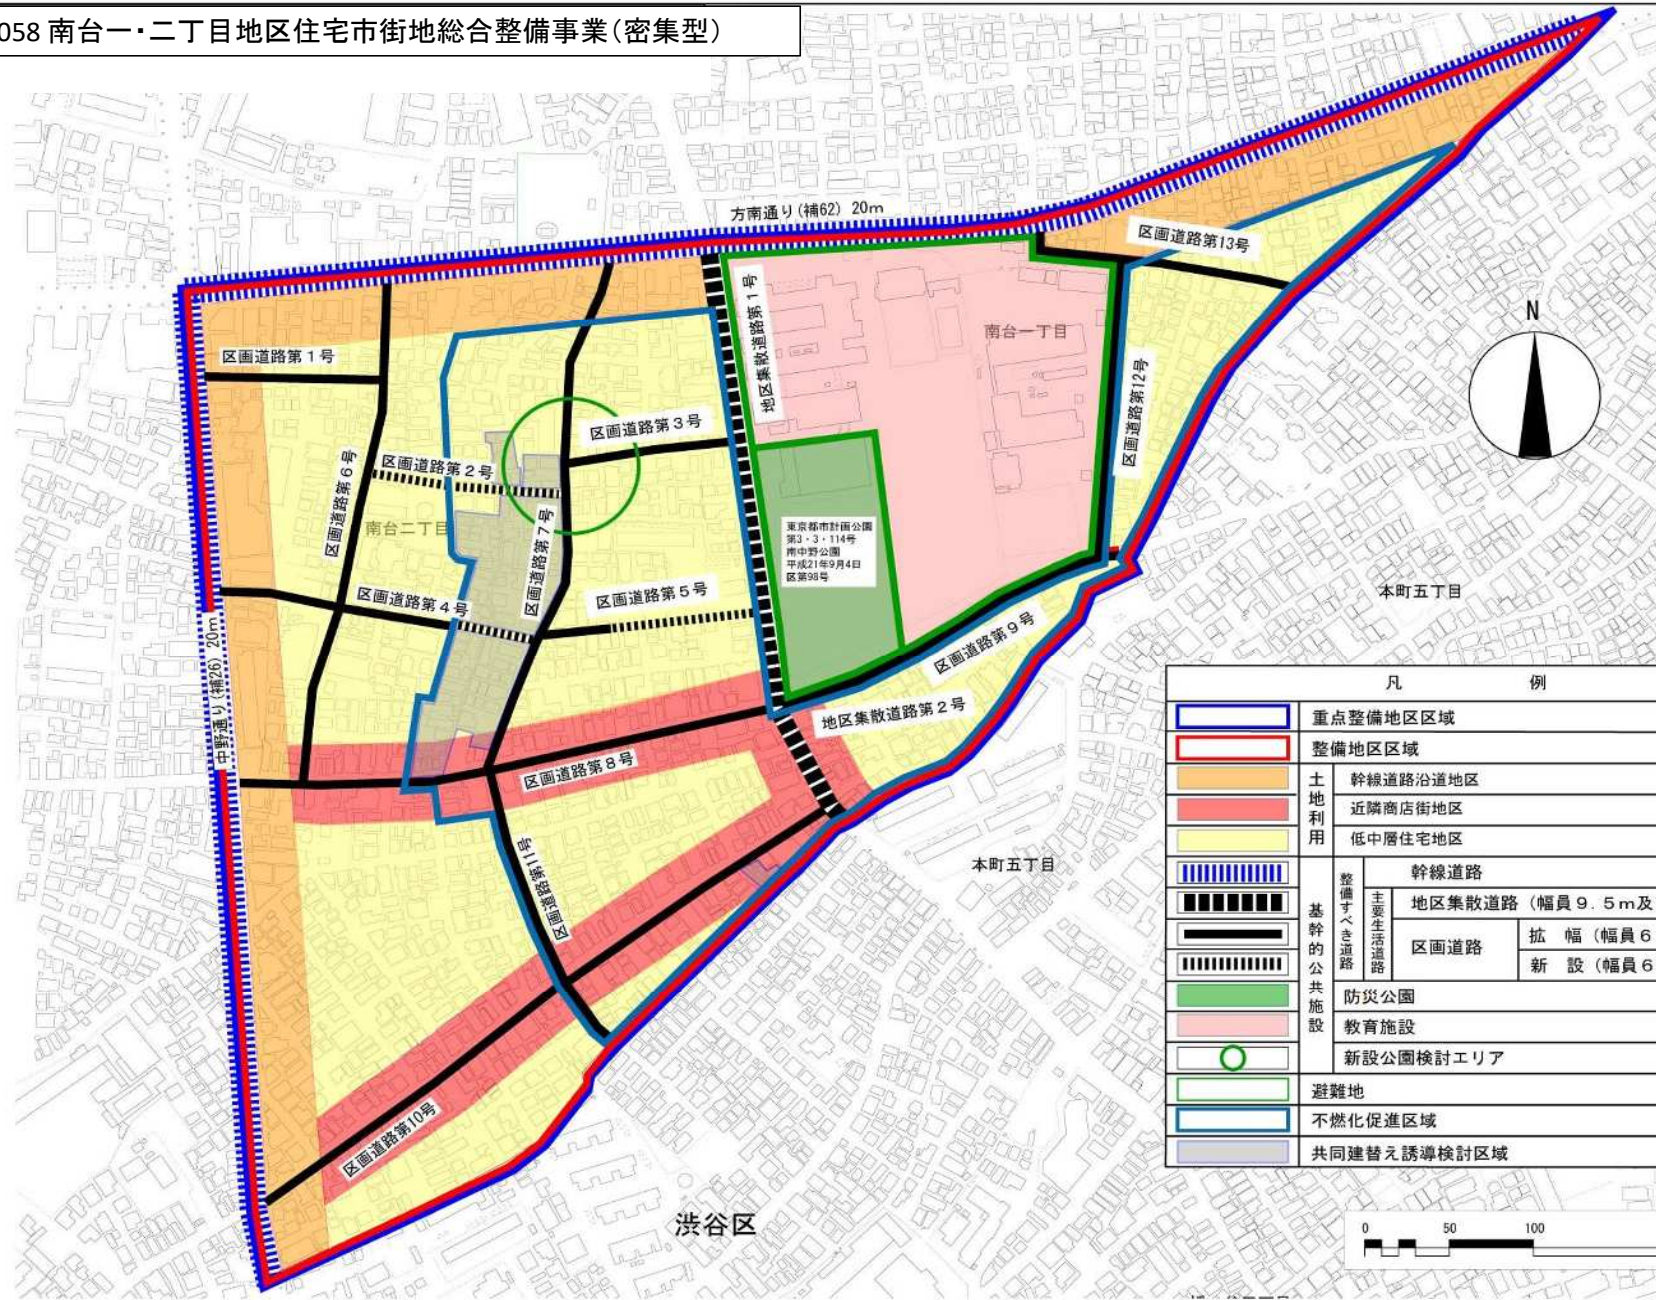 058 南台一・二丁目地区住宅市街地総合整備事業(密集型)
方南通り(補62) 20m
区画道路第13号
地区集散道路第1号
南台一丁目
N
区画道路第1号
区画道路第12号
区画道路第3号
区画道路第2号
区画道路第6号
南台二丁目
区画道路第7号
東京都市計画公園
第3・3・114号
南中野公園
平成21年9月4日
区第98号
区画道路第4号
区画道路第5号
本町五丁目
中野通り(補26) 20m
区画道路第9号
地区集散道路第2号
区画道路第8号
本町五丁目
区画道路第11号
区画道路第10号
渋谷区
凡 例
重点整備地区区域
整備地区区域
土地利用
幹線道路沿道地区
近隣商店街地区
低中層住宅地区
基幹的公共施設
整備すべき道路
幹線道路
主要生活道路
地区集散道路(幅員9.5m及
区画道路
拡 幅(幅員6
新 設(幅員6
防災公園
教育施設
新設公園検討エリア
避難地
不燃化促進区域
共同建替え誘導検討区域
0 50 100